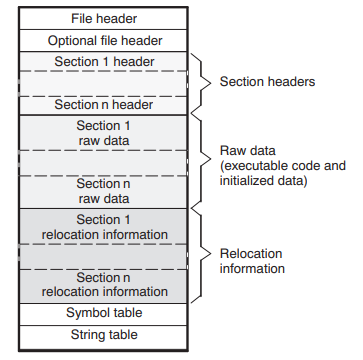 File header
Optional file header
Section 1 header
Section n header
Section 1
raw data
Section n
raw data
Section 1
relocation information
Section n
relocation information
Symbol table
String table
Section headers
Raw data
(executable code and
initialized data)
Relocation
information